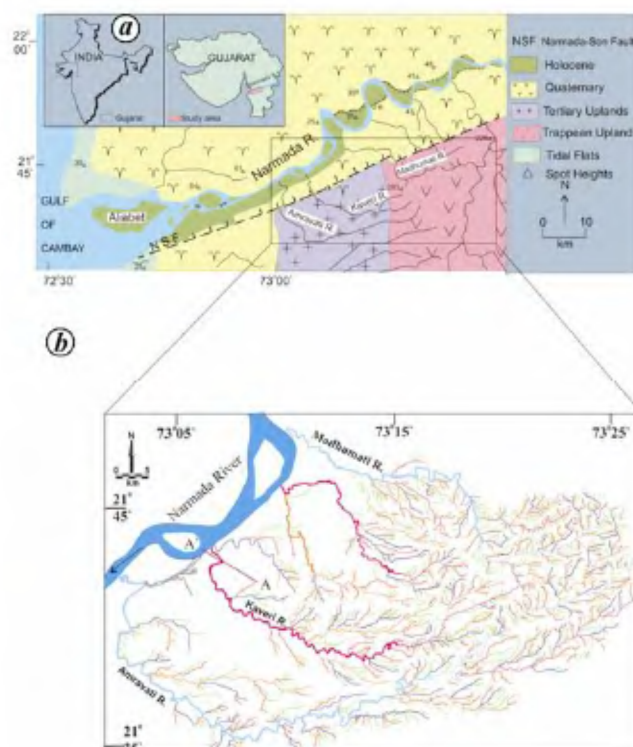 a
22°
00'
INDIA
Gujarat
GUJARAT
Study area
NSF Narmada-Son Fault
Holocene
Quaternary
Tertiary Uplands
Trappean Upland
Tidal Flats
Spot Heights
N
0 10
km
Narmada R.
Madhumati R.
Kaveri R.
Amravati R.
21°
45'
GULF
OF
CAMBAY
Aliabet
N S F
72°30'
73°00'
b
73°05'
73°15'
73°25'
N
km
Madhumati R.
Narmada River
21°
45'
A'
A
Kaveri R.
Amravati R.
21°